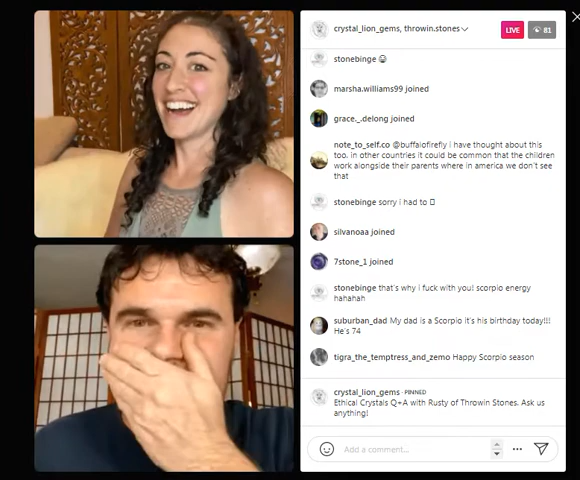 crystal_lion_gems, throwin.stones
LIVE
81
stonebinge 😂
marsha.williams99 joined
grace._.delong joined
note_to_self.co @buffalofirefly i have thought about this
too. in other countries it could be common that the children
work alongside their parents where in america we don't see
that
stonebinge sorry i had to
silvanoaa joined
7stone_1 joined
stonebinge that's why i fuck with you! scorpio energy
hahahah
suburban_dad My dad is a Scorpio it's his birthday today!!!
He's 74
tigra_the_temptress_and_zemo Happy Scorpio season
crystal_lion_gems · PINNED
Ethical Crystals Q+A with Rusty of Throwin Stones. Ask us
anything!
Add a comment...